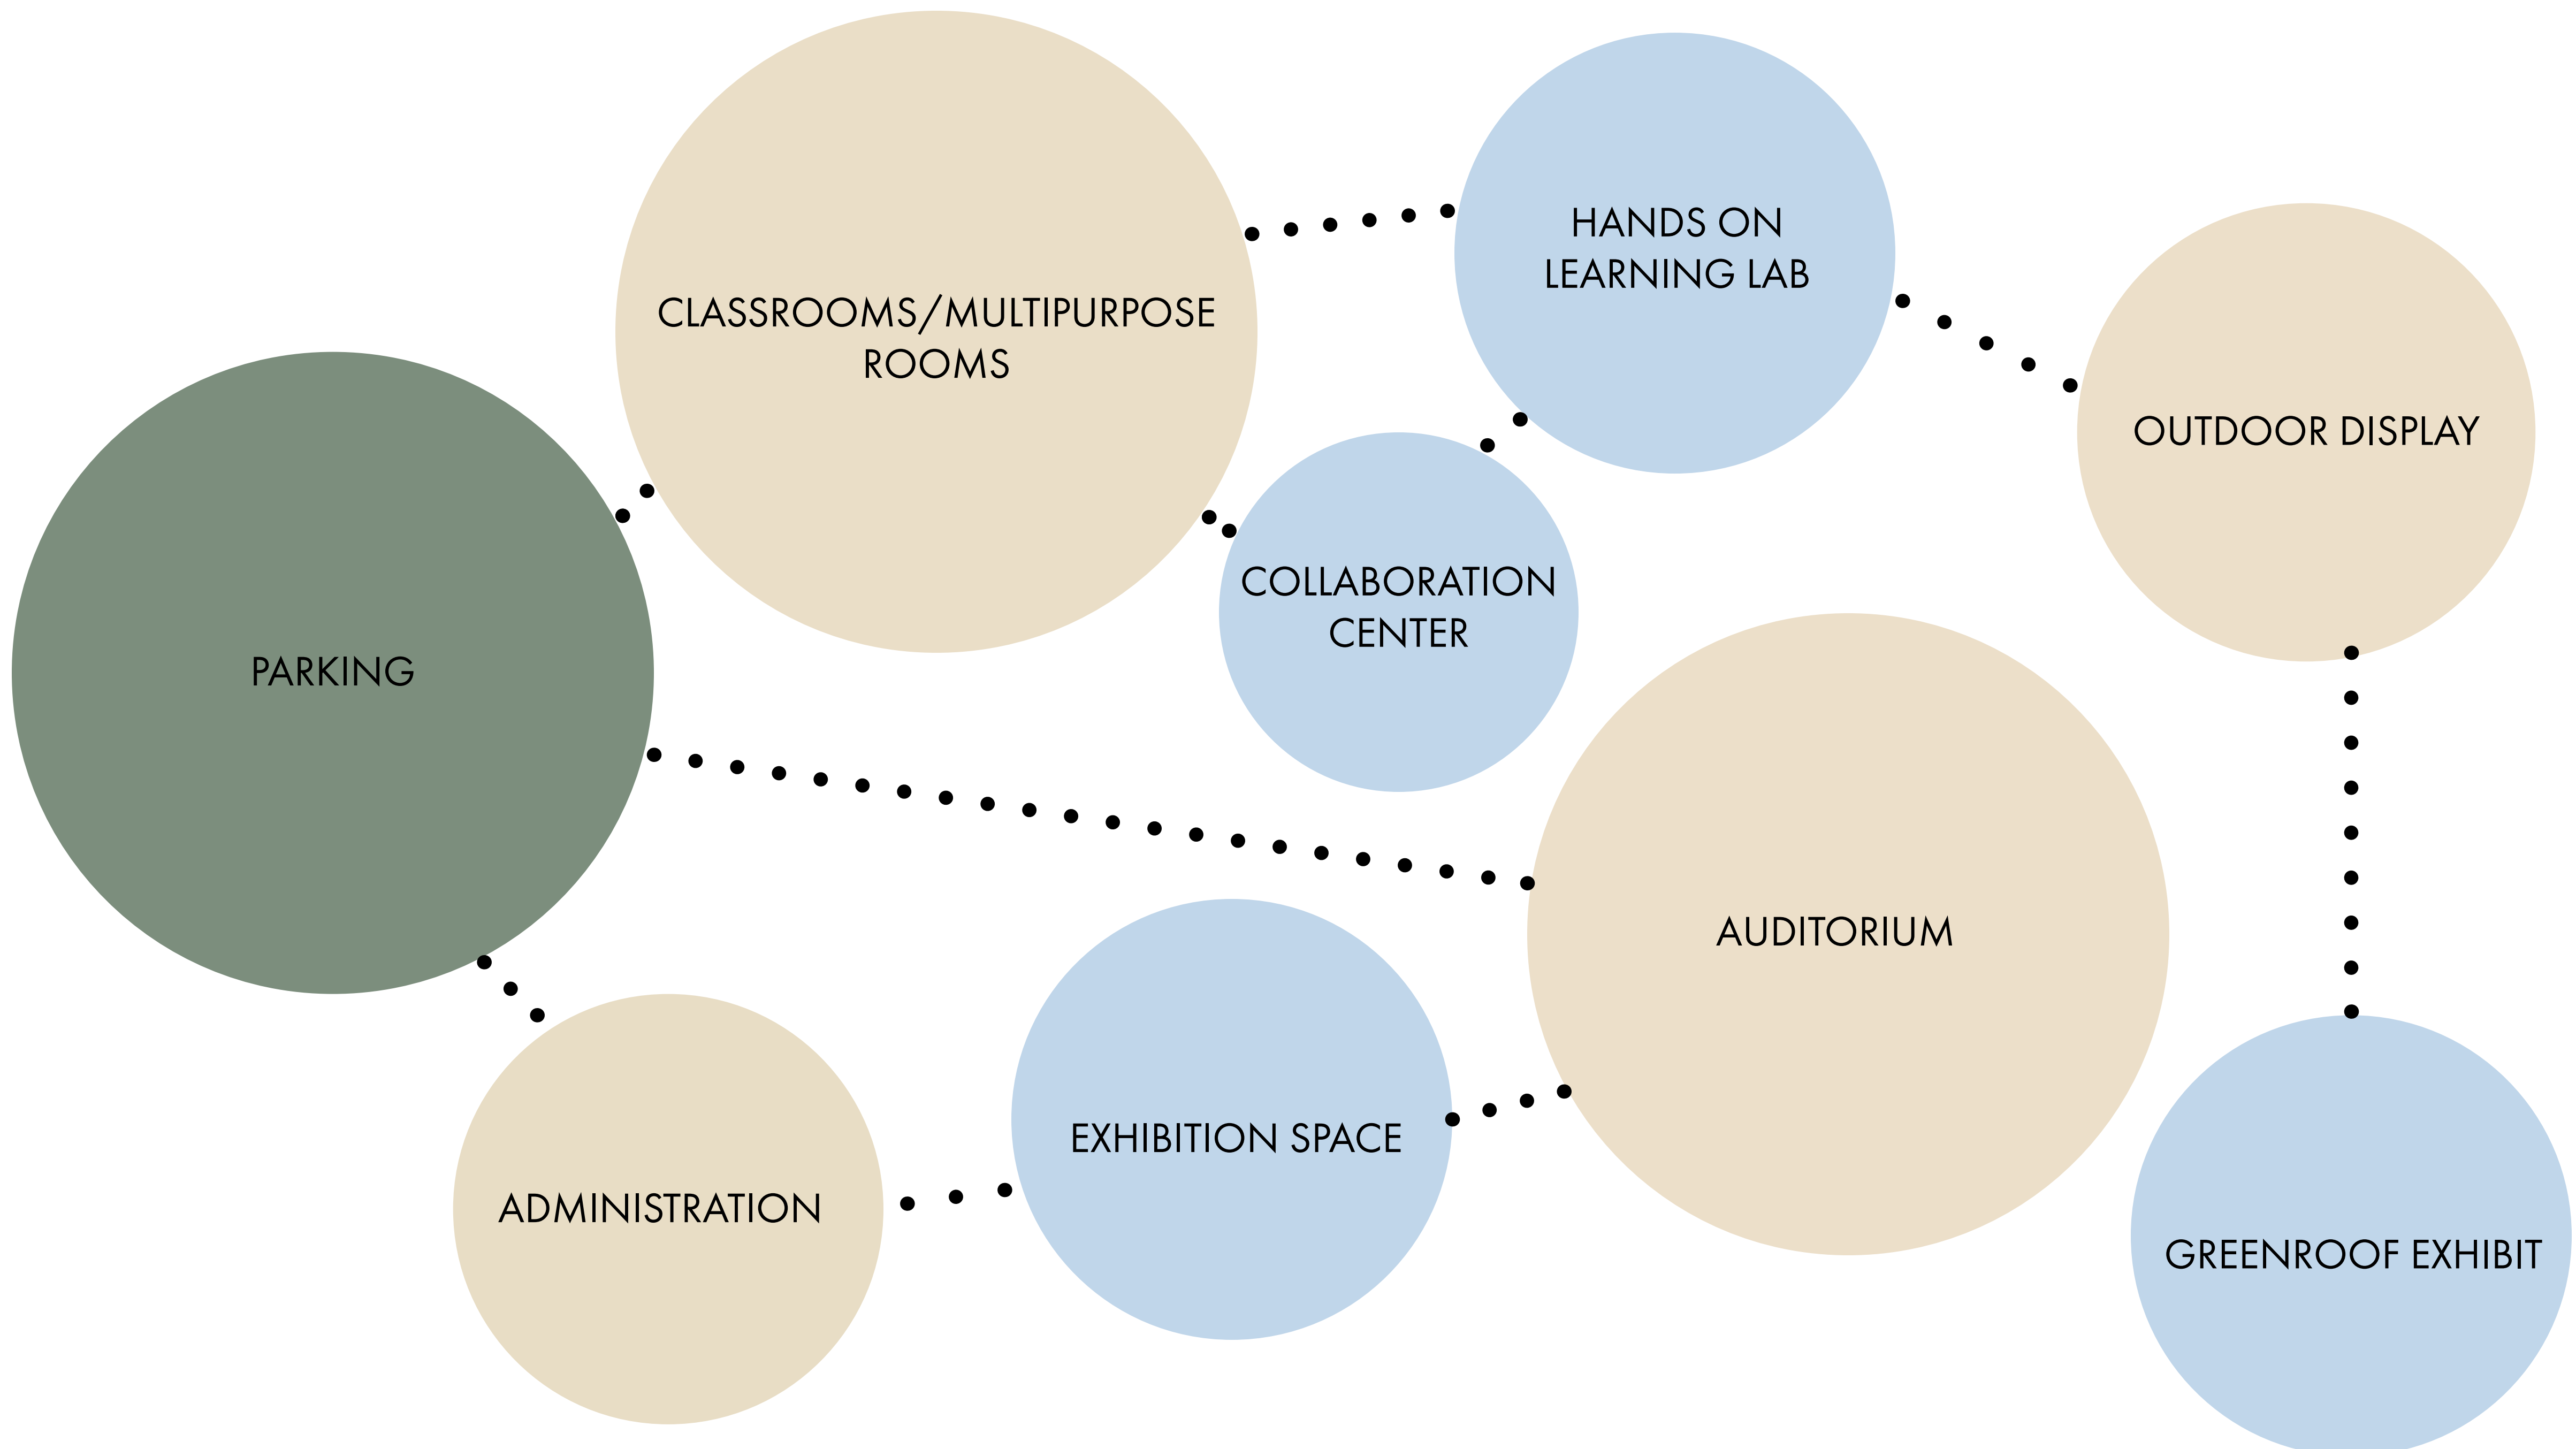 CLASSROOMS/MULTIPURPOSE
ROOMS
HANDS ON
LEARNING LAB
OUTDOOR DISPLAY
COLLABORATION
CENTER
PARKING
AUDITORIUM
EXHIBITION SPACE
ADMINISTRATION
GREENROOF EXHIBIT